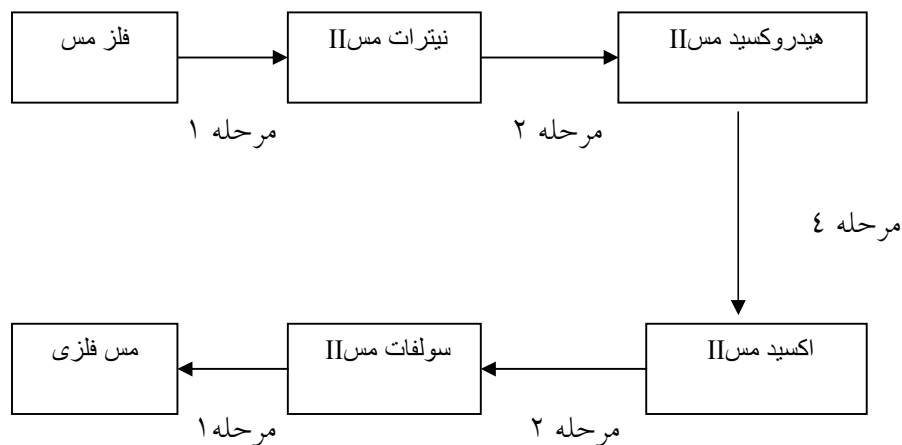 فلز مس
نیترات مسII
هیدروکسید مسII
مرحله ۱
مرحله ۲
مرحله ٤
مس فلزی
سولفات مسII
اکسید مسII
مرحله۱
مرحله ۲